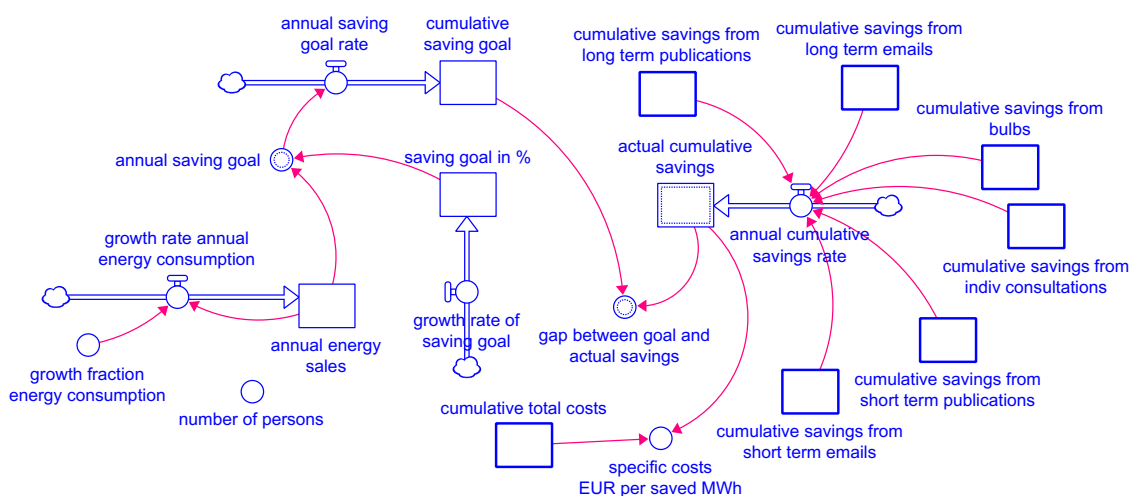 annual saving
goal rate
cumulative
saving goal
cumulative savings from
long term publications
cumulative savings from
long term emails
cumulative savings from
bulbs
annual saving goal
saving goal in %
actual cumulative
savings
growth rate annual
energy consumption
annual cumulative
savings rate
cumulative savings from
indiv consultations
growth rate of
saving goal
gap between goal and
actual savings
annual energy
sales
growth fraction
energy consumption
number of persons
cumulative savings from
short term publications
cumulative total costs
cumulative savings from
short term emails
specific costs
EUR per saved MWh